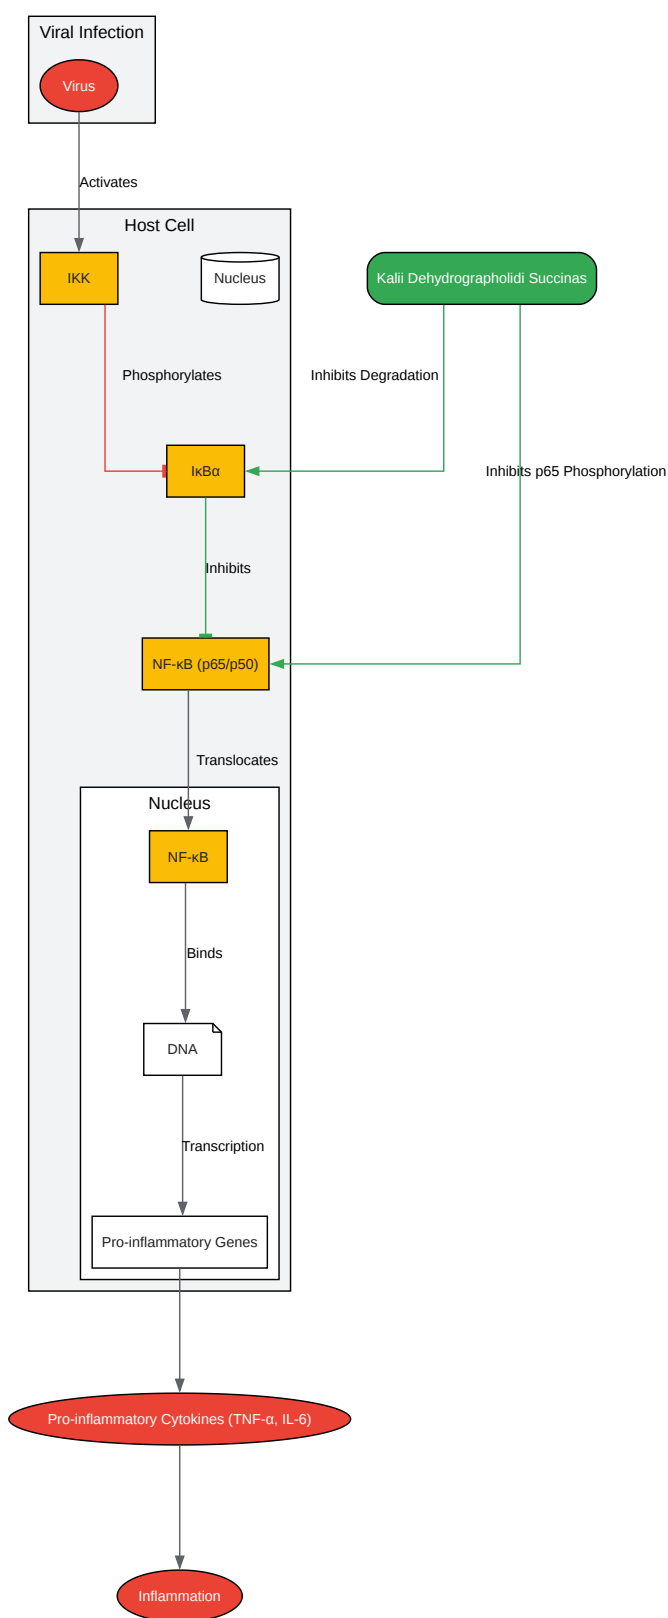 Viral Infection
Virus
Activates
Host Cell
IKK
Nucleus
Kalii Dehydrographolidi Succinas
Phosphorylates
Inhibits Degradation
IκBα
Inhibits p65 Phosphorylation
Inhibits
NF-κB (p65/p50)
Translocates
Nucleus
NF-κB
Binds
DNA
Transcription
Pro-inflammatory Genes
Pro-inflammatory Cytokines (TNF-α, IL-6)
Inflammation